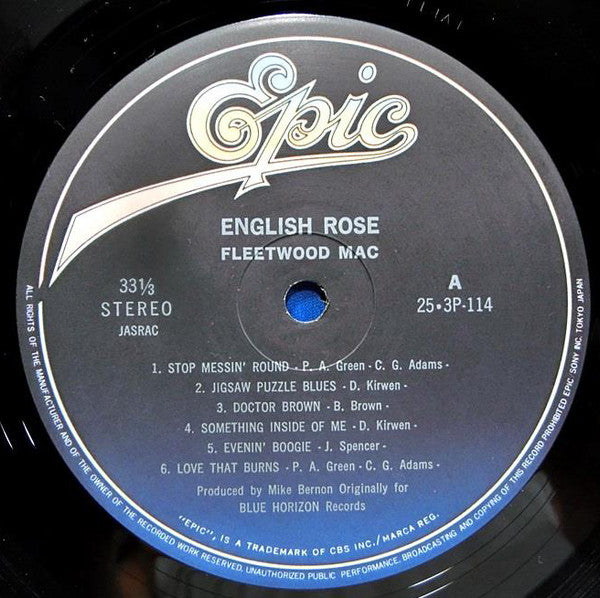 Epic
ENGLISH ROSE
FLEETWOOD MAC
33⅓
STEREO
JASRAC
A
25•3P-114
1. STOP MESSIN' ROUND - P. A. Green - C. G. Adams -
2. JIGSAW PUZZLE BLUES - D. Kirwen -
3. DOCTOR BROWN - B. Brown -
4. SOMETHING INSIDE OF ME - D. Kirwen -
5. EVENIN' BOOGIE - J. Spencer -
6. LOVE THAT BURNS - P. A. Green - C. G. Adams -
Produced by Mike Bernon Originally for
BLUE HORIZON Records
"EPIC", IS A TRADEMARK OF CBS INC./MARCA REG.
ALL RIGHTS OF THE MANUFACTURER AND OF THE OWNER OF THE RECORDED WORK RESERVED. UNAUTHORIZED PUBLIC PERFORMANCE, BROADCASTING AND COPYING OF THIS RECORD PROHIBITED EPIC/SONY INC. TOKYO JAPAN